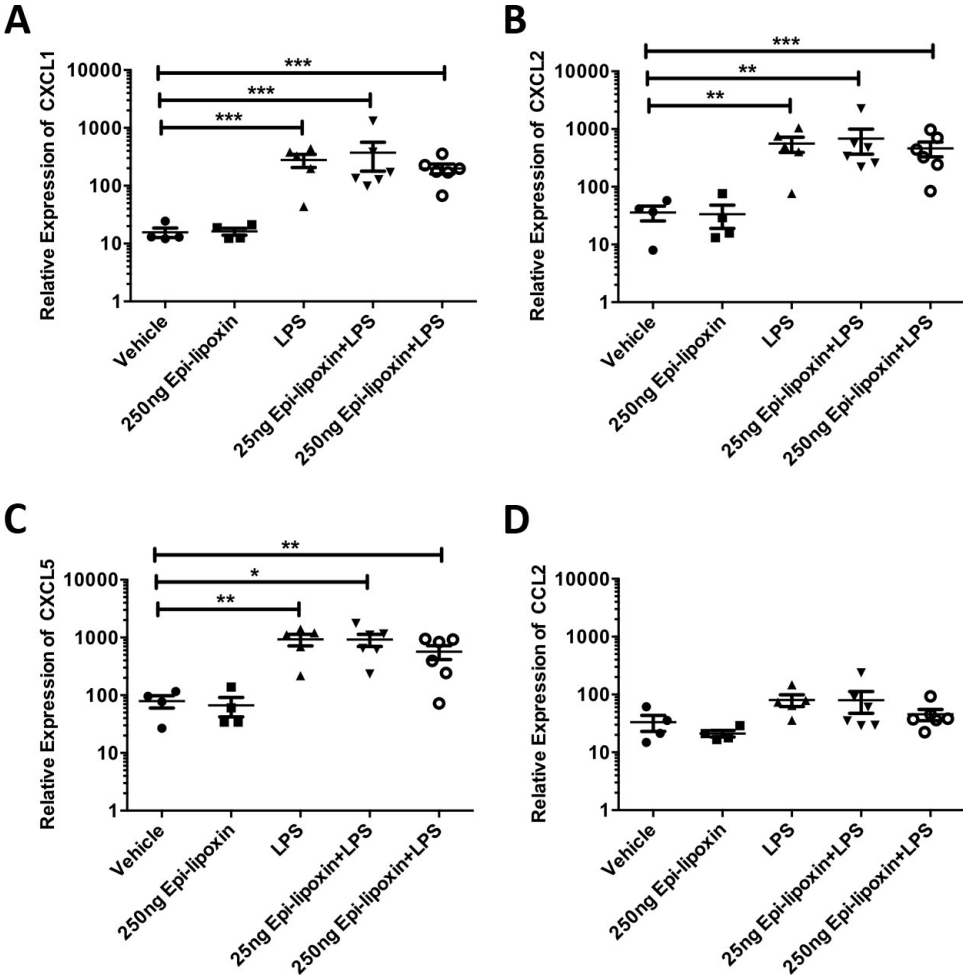 A
Relative Expression of CXCL1
10000
1000
100
10
1
***
***
***
Vehicle
250ng Epi-lipoxin
LPS
25ng Epi-lipoxin+LPS
250ng Epi-lipoxin+LPS
B
Relative Expression of CXCL2
10000
1000
100
10
1
***
**
**
Vehicle
250ng Epi-lipoxin
LPS
25ng Epi-lipoxin+LPS
250ng Epi-lipoxin+LPS
C
Relative Expression of CXCL5
10000
1000
100
10
1
**
*
**
Vehicle
250ng Epi-lipoxin
LPS
25ng Epi-lipoxin+LPS
250ng Epi-lipoxin+LPS
D
Relative Expression of CCL2
10000
1000
100
10
1
Vehicle
250ng Epi-lipoxin
LPS
25ng Epi-lipoxin+LPS
250ng Epi-lipoxin+LPS